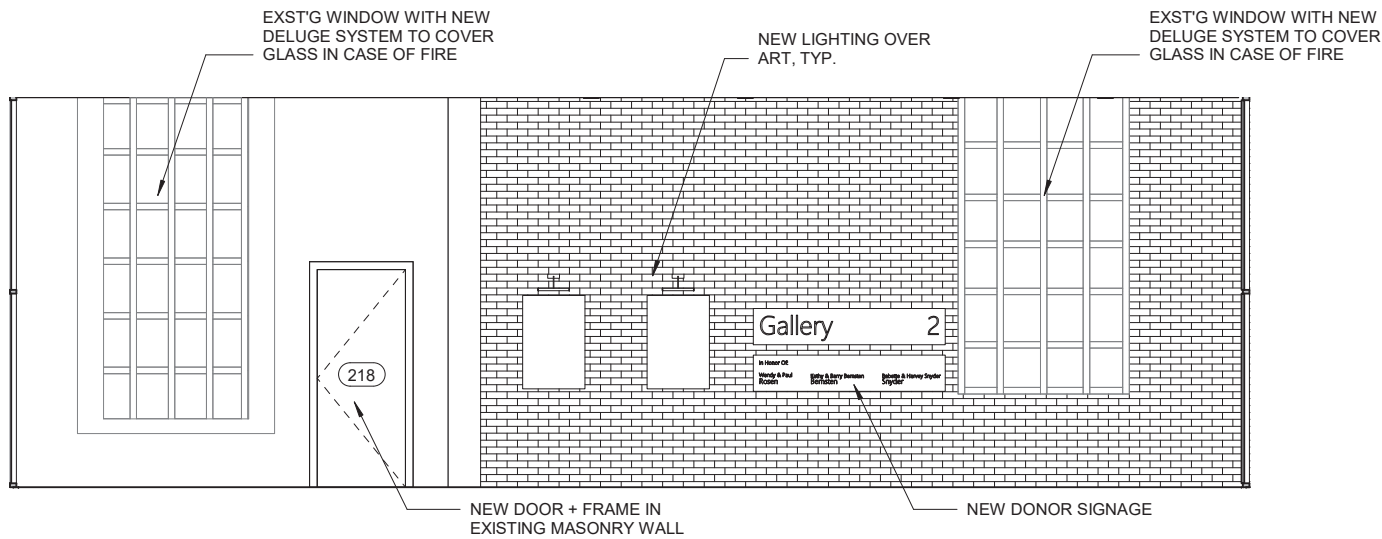 EXST'G WINDOW WITH NEW
DELUGE SYSTEM TO COVER
GLASS IN CASE OF FIRE
NEW LIGHTING OVER
ART, TYP.
EXST'G WINDOW WITH NEW
DELUGE SYSTEM TO COVER
GLASS IN CASE OF FIRE
Gallery 2
In Honor Of:
Wendy & Paul
Rosen
Kathy & Barry Bernsten
Bernsten
Babette & Harvey Snyder
Snyder
218
NEW DOOR + FRAME IN
EXISTING MASONRY WALL
NEW DONOR SIGNAGE